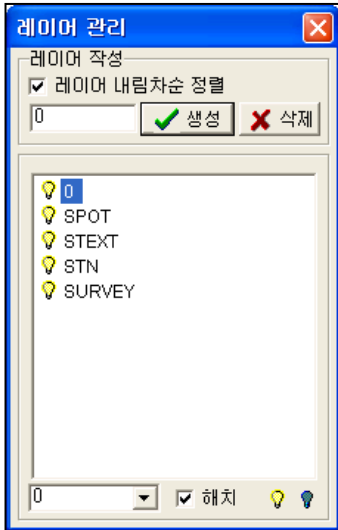 레이어 관리
레이어 작성
레이어 내림차순 정렬
0 생성 삭제
0
SPOT
STEXT
STN
SURVEY
0 해치